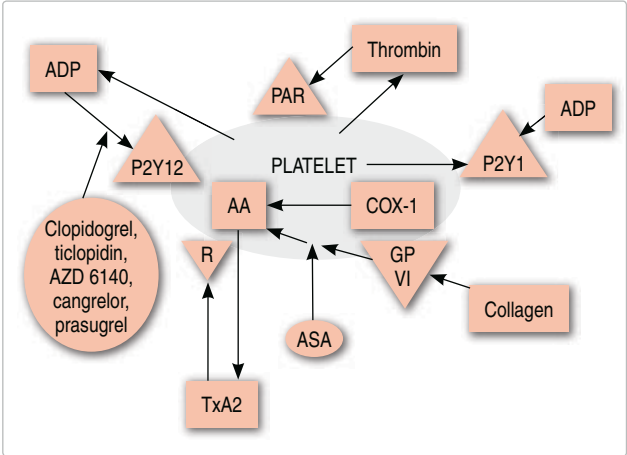 Thrombin
ADP
PAR
ADP
P2Y12
PLATELET
P2Y1
AA
COX-1
Clopidogrel,
ticlopidin,
AZD 6140,
cangrelor,
prasugrel
R
GP
VI
Collagen
ASA
TxA2